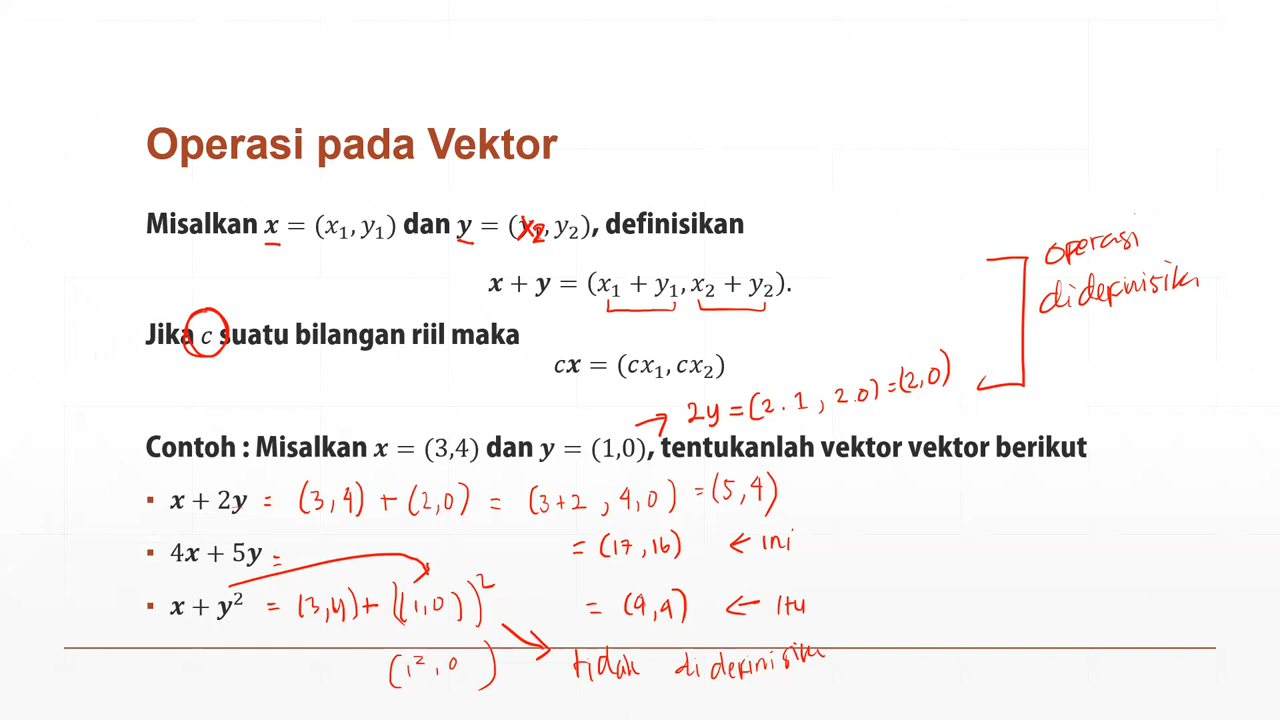 Operasi pada Vektor
Misalkan x = (x₁, y₁) dan y = (x₂, y₂), definisikan
operasi
didefinisikn
x + y = (x₁ + y₁, x₂ + y₂).
Jika c suatu bilangan riil maka
cx = (cx₁, cx₂)
→ 2y = (2 . 1 , 2.0) = (2,0)
Contoh : Misalkan x = (3,4) dan y = (1,0), tentukanlah vektor vektor berikut
▪ x + 2y = (3,4) + (2,0) = (3+2 , 4,0) = (5,4)
▪ 4x + 5y = = (17,16) ← ini
▪ x + y² = (3,4) + ((1,0))² = (4,4) ← itu
(1², 0 ) tidak didefinisikn